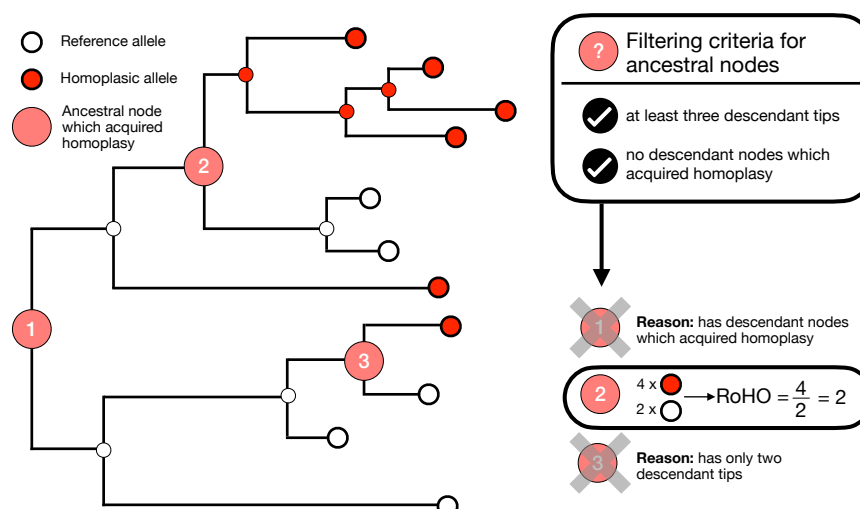 Reference allele
Homoplasic allele
Ancestral node
which acquired
homoplasy
2
1
3
?
Filtering criteria for
ancestral nodes
at least three descendant tips
no descendant nodes which
acquired homoplasy
1
Reason: has descendant nodes
which acquired homoplasy
2
4 x
2 x
RoHO = 4/2 = 2
3
Reason: has only two
descendant tips